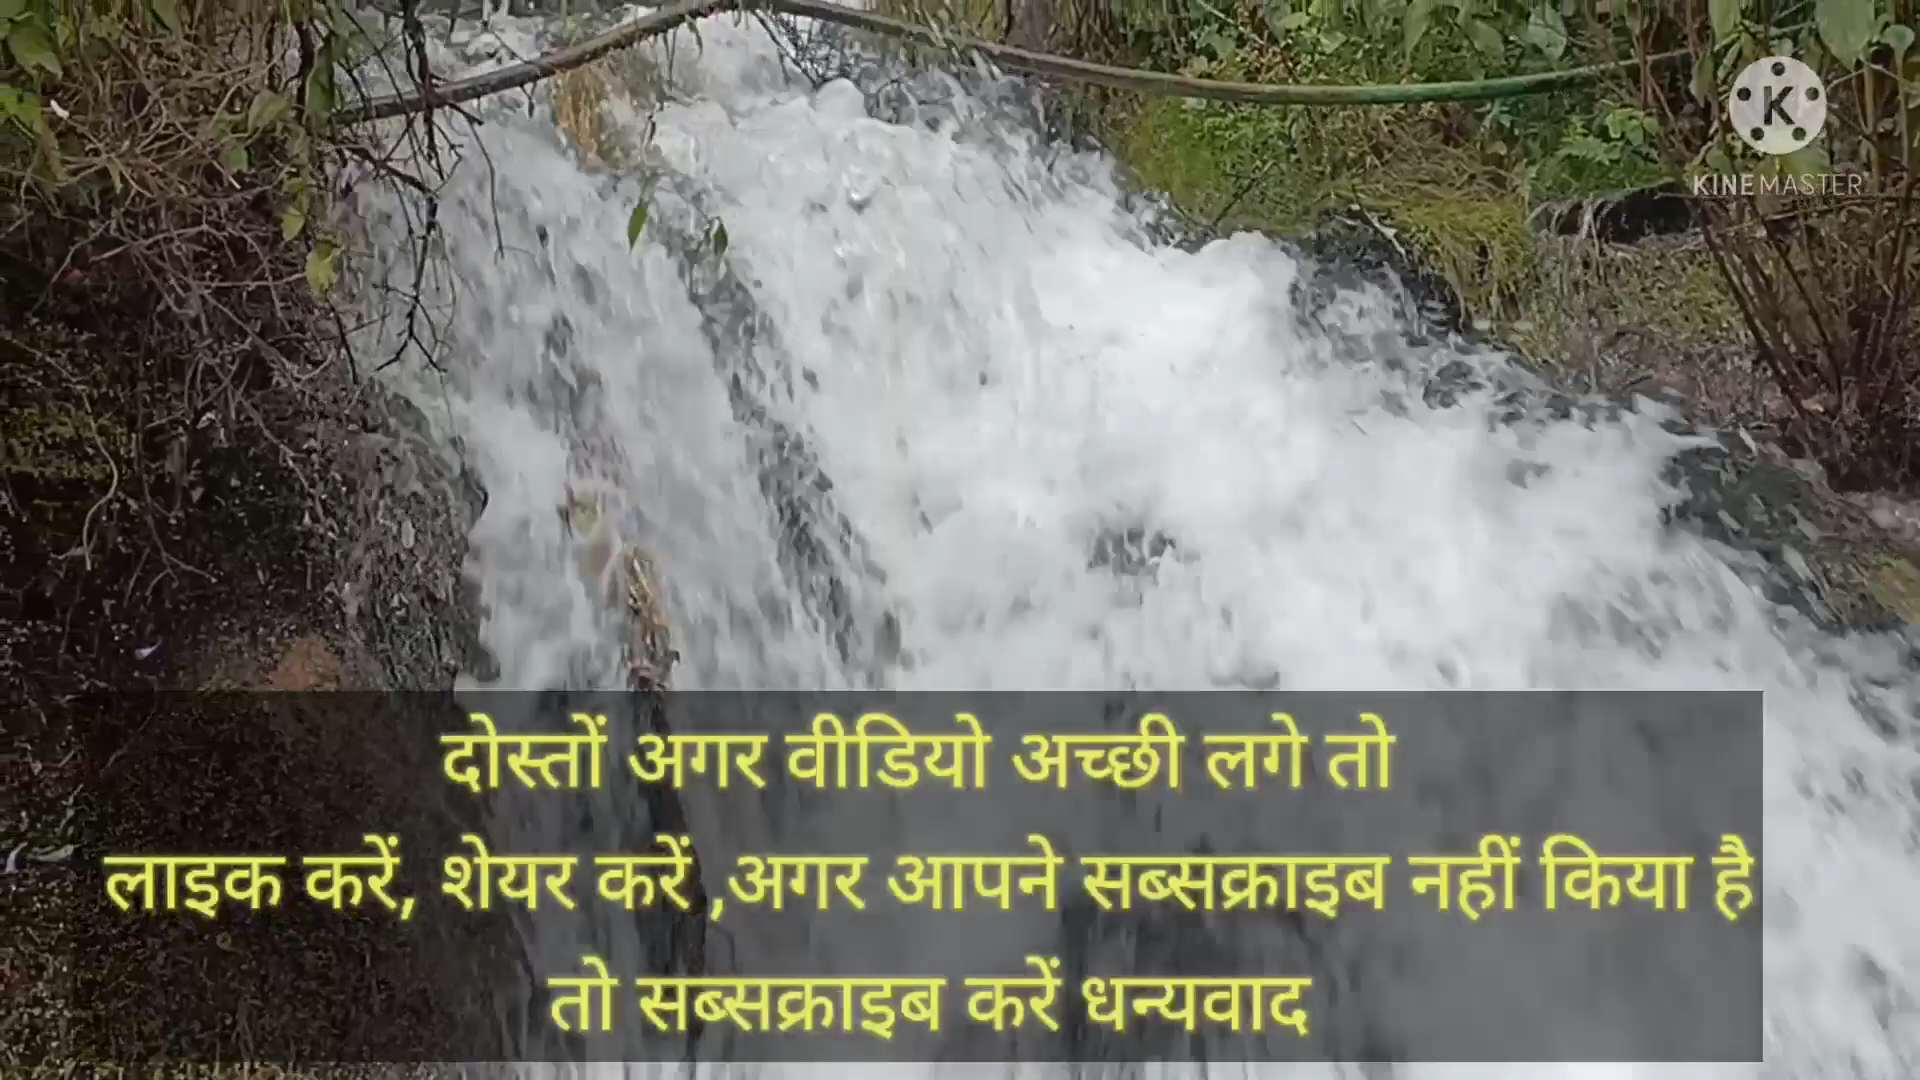 K
KINEMASTER
दोस्तों अगर वीडियो अच्छी लगे तो
लाइक करें, शेयर करें ,अगर आपने सब्सक्राइब नहीं किया है
तो सब्सक्राइब करें धन्यवाद